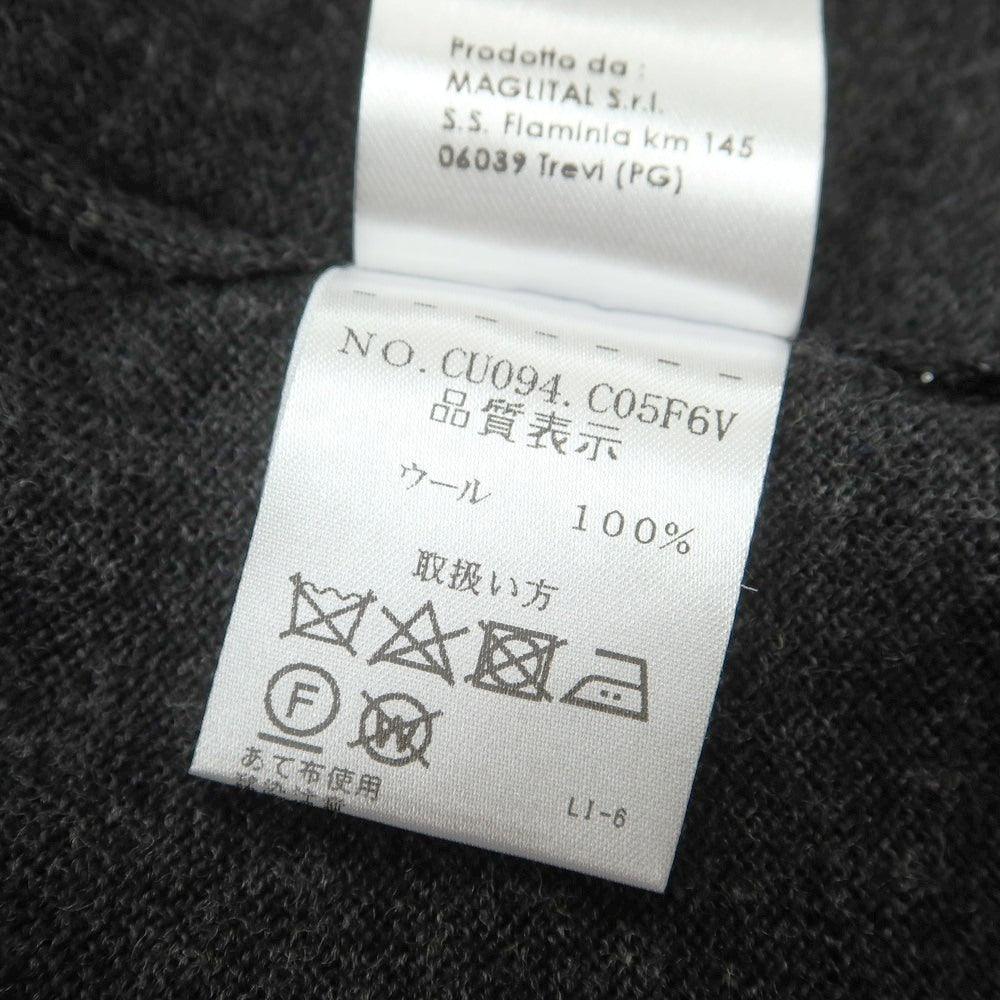 Prodotto da :
MAGLITAL S.r.l.
S.S. Flaminia km 145
06039 Trevi (PG)
NO.CU094.C05F6V
品質表示
ウール 100%
取扱い方
F W
あて布使用
LI-6